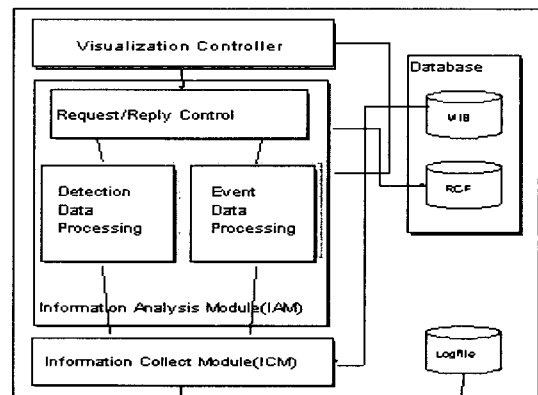 Visualization Controller
Request/Reply Control
Detection
Data
Processing
Event
Data
Processing
Information Analysis Module(IAM)
Information Collect Module(ICM)
Database
MIB
Logfile